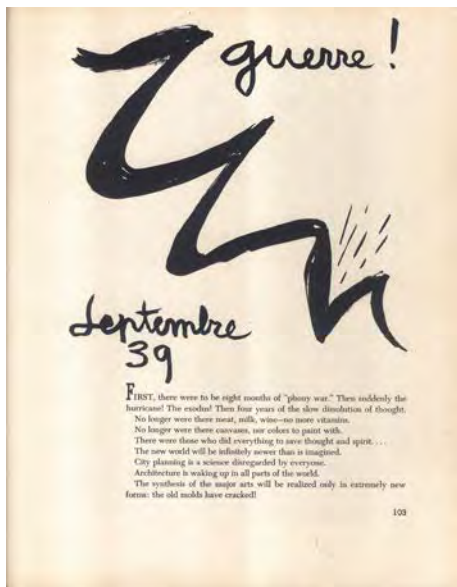 guerre !
Septembre
39
FIRST, there were to be eight months of "phony war." Then suddenly the
hurricane! The exodus! Then four years of the slow dissolution of thought.
No longer were there meat, milk, wine—no more vitamins.
No longer were there canvases, nor colors to paint with.
There were those who did everything to save thought and spirit. . . .
The new world will be infinitely newer than is imagined.
City planning is a science disregarded by everyone.
Architecture is waking up in all parts of the world.
The synthesis of the major arts will be realized only in extremely new
forms: the old molds have cracked!
103